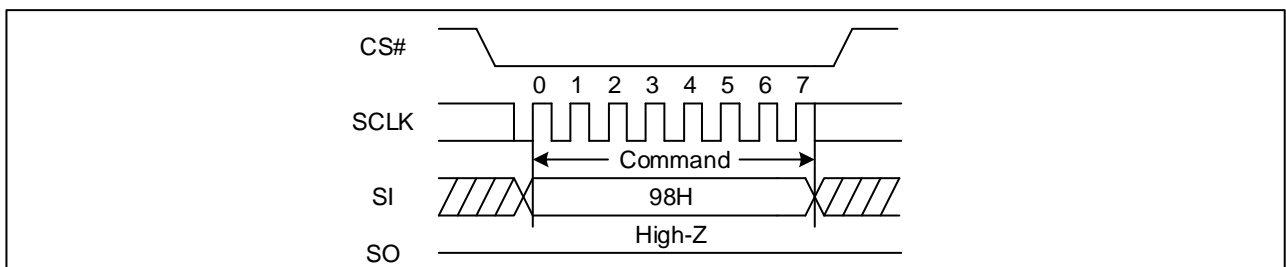 CS#
0 1 2 3 4 5 6 7
SCLK
Command
SI
98H
High-Z
SO